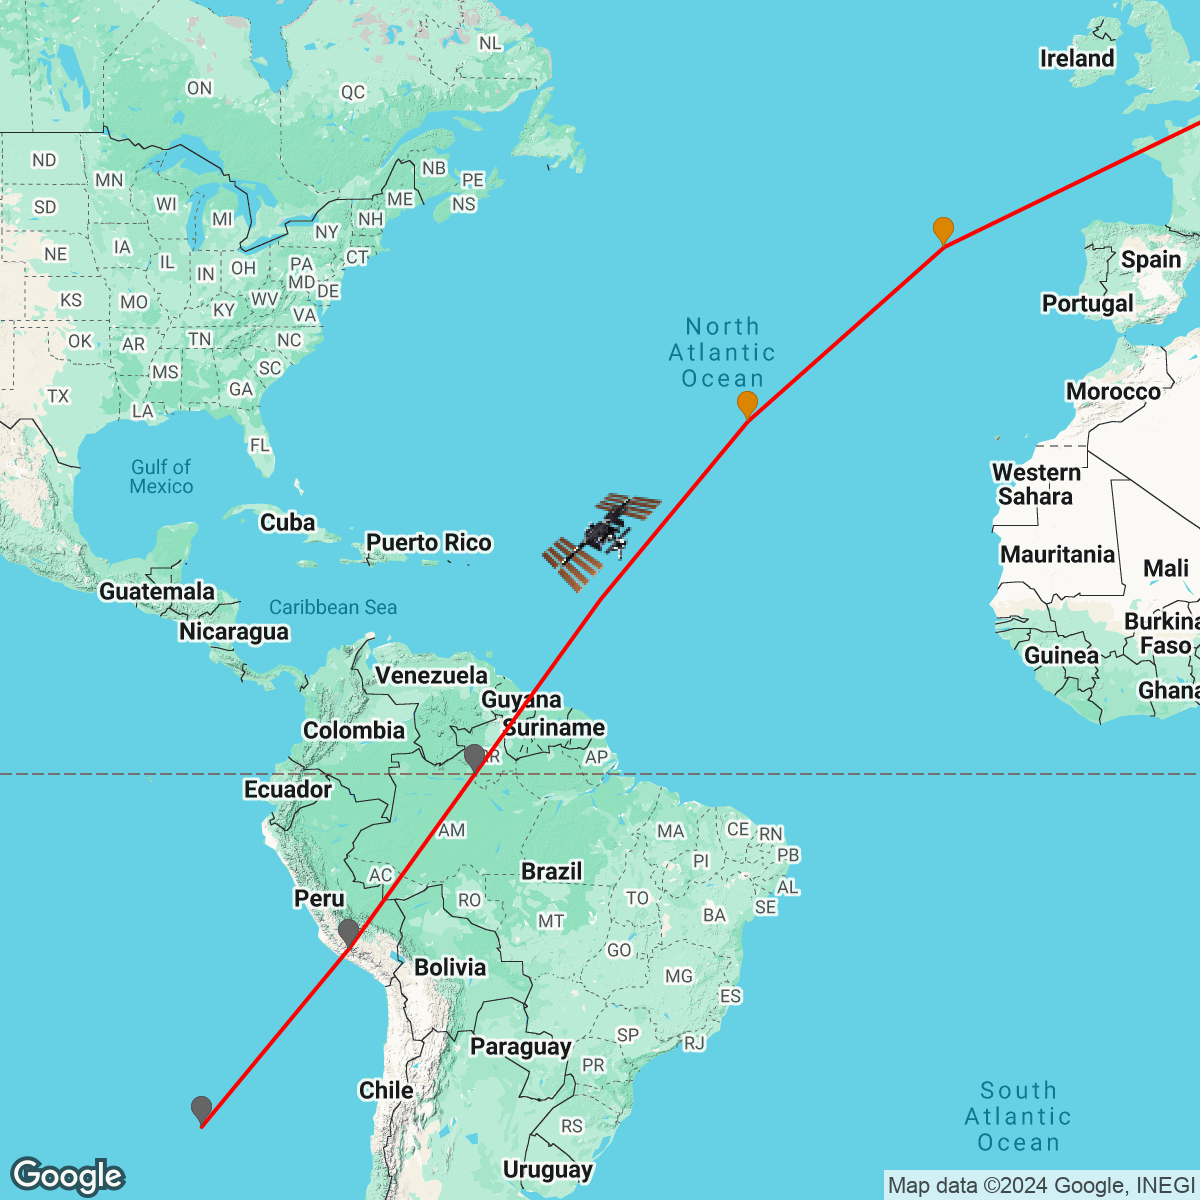 NL
Ireland
ON
QC
ND
MN
NB
PE
WI
ME
NS
SD
MI
NH
NY
IA
NE
CT
IL
PA
OH
IN
Spain
MD
DE
KS
MO
WV
Portugal
KY
VA
North
Atlantic
Ocean
OK
AR
TN
NC
MS
SC
GA
TX
Morocco
LA
FL
Gulf of
Mexico
Western
Sahara
Cuba
Puerto Rico
Mauritania
Mali
Guatemala
Caribbean Sea
Nicaragua
Burkina
Faso
Guinea
Venezuela
Guyana
Ghana
Colombia
Suriname
AP
Ecuador
AM
MA
CE
RN
PB
PI
AC
Brazil
AL
Peru
RO
TO
SE
MT
BA
GO
Bolivia
MG
ES
SP
RJ
Paraguay
PR
Chile
South
Atlantic
Ocean
RS
Uruguay
Google
Map data ©2024 Google, INEGI